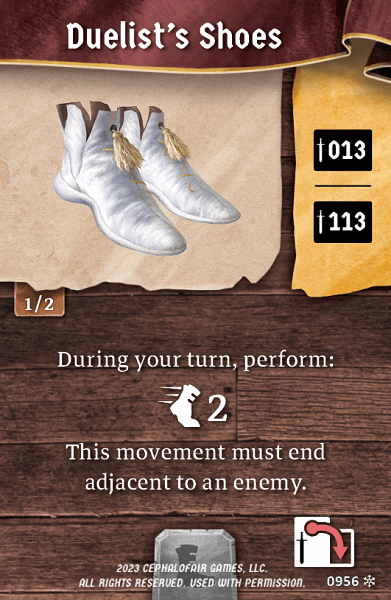 Duelist's Shoes
013
113
1/2
During your turn, perform:
2
This movement must end
adjacent to an enemy.
2023 CEPHALOFAIR GAMES, LLC.
ALL RIGHTS RESERVED, USED WITH PERMISSION.
0956